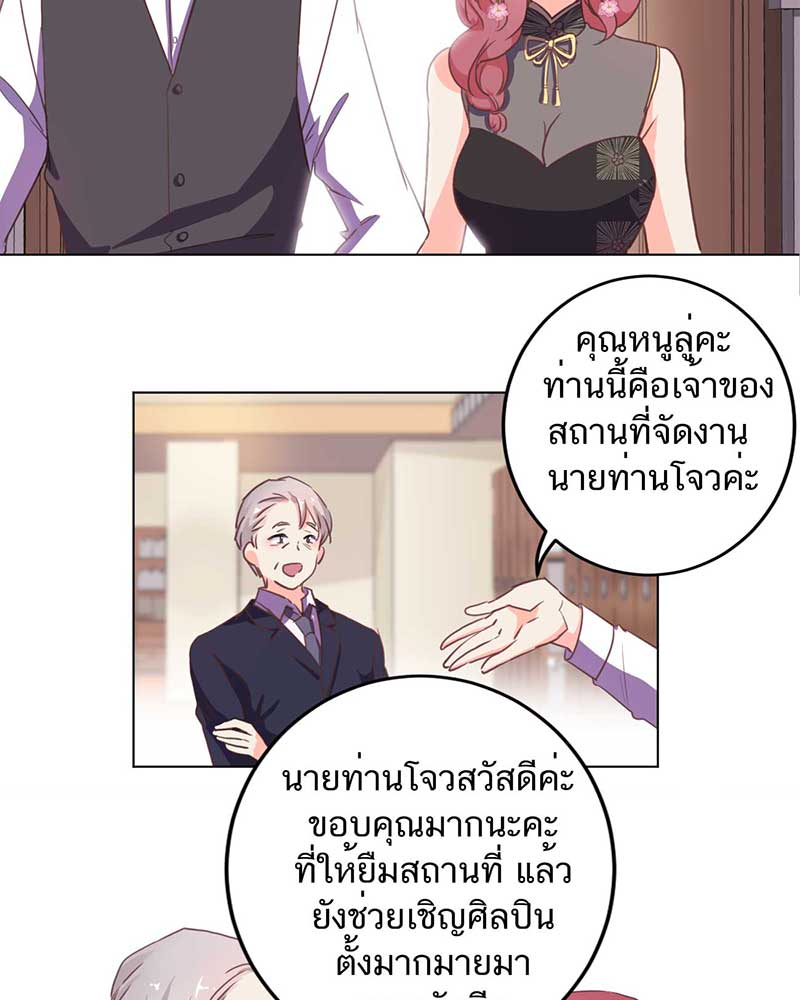 คุณหนูลู่คะ
ท่านนี้คือเจ้าของ
สถานที่จัดงาน
นายท่านโจวค่ะ
นายท่านโจวสวัสดีค่ะ
ขอบคุณมากนะคะ
ที่ให้ยืมสถานที่ แล้ว
ยังช่วยเชิญศิลปิน
ตั้งมากมายมา